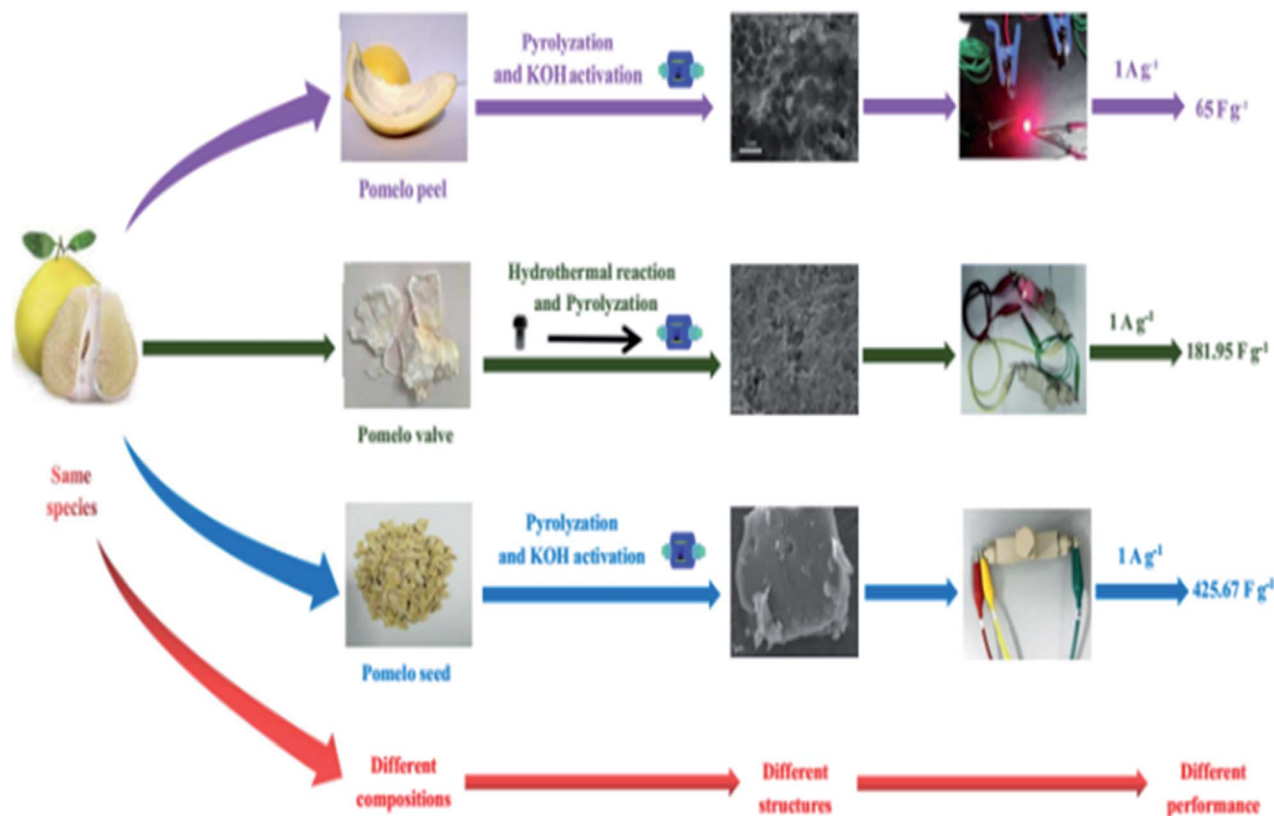 Pyrolyzation
and KOH activation
1 A g⁻¹
65 F g⁻¹
Pomelo peel
Hydrothermal reaction
and Pyrolyzation
1 A g⁻¹
181.95 F g⁻¹
Pomelo valve
Same
species
Pyrolyzation
and KOH activation
1 A g⁻¹
425.67 F g⁻¹
Pomelo seed
Different
compositions
Different
structures
Different
performance